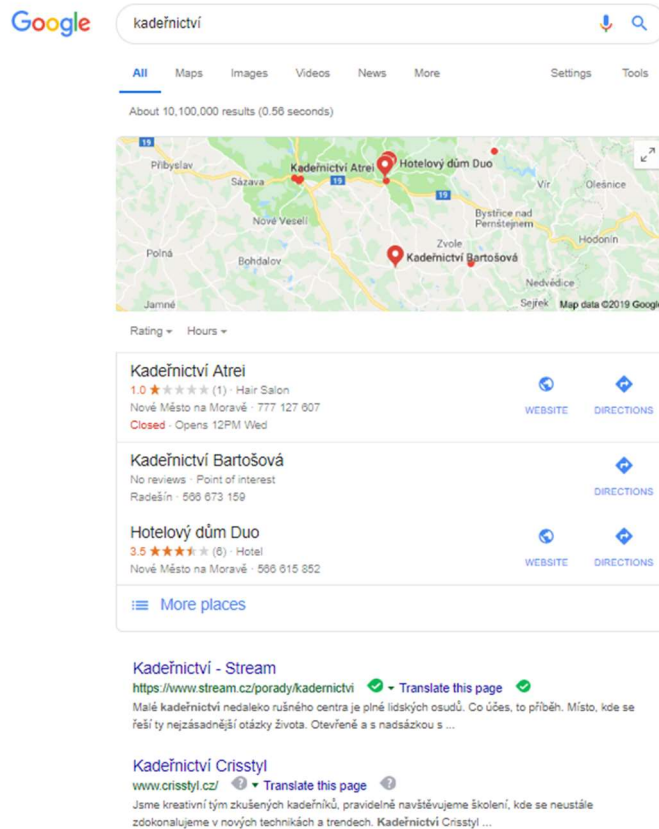 Google
kadeřnictví
All Maps Images Videos News More Settings Tools
About 10,100,000 results (0.56 seconds)
19
Přibyslav
Kadeřnictví Atrei
Hotelový dům Duo
Sázava
19
19
Vír
Olešnice
Nové Veselí
Bystřice nad
Pernštejnem
Zvole
Hodonín
Polná
Bohdalov
Kadeřnictví Bartošová
Nedvědice
Jamné
Sejřek
Map data ©2019 Google
Rating Hours
Kadeřnictví Atrei
1.0 (1) · Hair Salon
Nové Město na Moravě · 777 127 607
Closed · Opens 12PM Wed
WEBSITE DIRECTIONS
Kadeřnictví Bartošová
No reviews · Point of interest
Radešín · 566 673 159
DIRECTIONS
Hotelový dům Duo
3.5 (6) · Hotel
Nové Město na Moravě · 566 615 852
WEBSITE DIRECTIONS
More places
Kadeřnictví - Stream
https://www.stream.cz/porady/kadernictvi Translate this page
Malé kadeřnictví nedaleko rušného centra je plné lidských osudů. Co účes, to příběh. Místo, kde se
řeší ty nejzásadnější otázky života. Otevřeně a s nadsázkou s ...
Kadeřnictví Crisstyl
www.crisstyl.cz/ Translate this page
Jsme kreativní tým zkušených kadeřníků, pravidelně navštěvujeme školení, kde se neustále
zdokonalujeme v nových technikách a trendech. Kadeřnictví Crisstyl ...